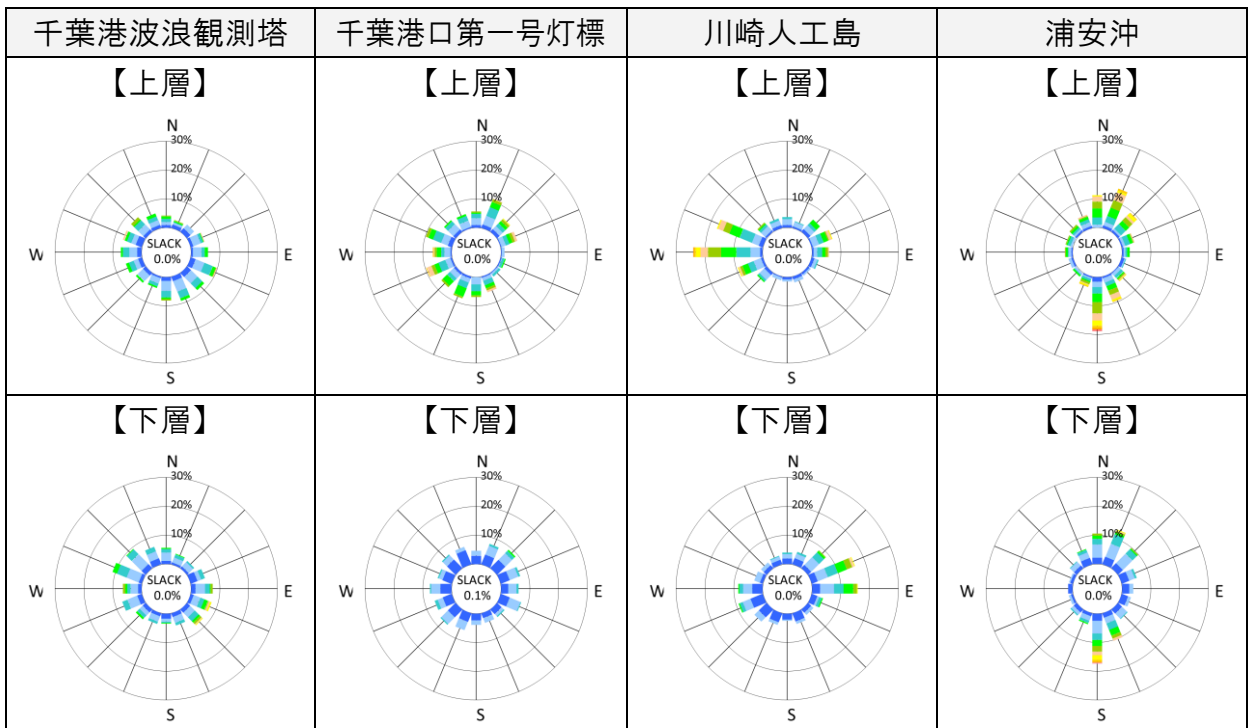 千葉港波浪観測塔 千葉港口第一号灯標 川崎人工島 浦安沖
【上層】 【上層】 【上層】 【上層】
N N N N
30% 30% 30% 30%
20% 20% 20% 20%
10% 10% 10% 10%
SLACK SLACK SLACK SLACK
W E W E W E W E
0.0% 0.0% 0.0% 0.0%
S S S S
【下層】 【下層】 【下層】 【下層】
N N N N
30% 30% 30% 30%
20% 20% 20% 20%
10% 10% 10% 10%
SLACK SLACK SLACK SLACK
W E W E W E W E
0.0% 0.1% 0.0% 0.0%
S S S S